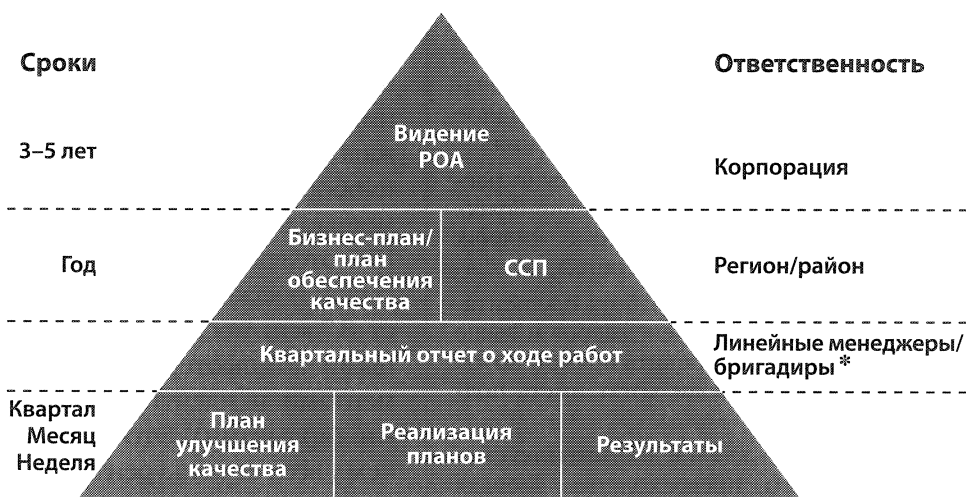 Сроки
Ответственность
3–5 лет
Видение
РОА
Корпорация
Год
Бизнес-план/
план
обеспечения
качества
ССП
Регион/район
Квартальный отчет о ходе работ
Линейные менеджеры/
бригадиры*
Квартал
Месяц
Неделя
План
улучшения
качества
Реализация
планов
Результаты